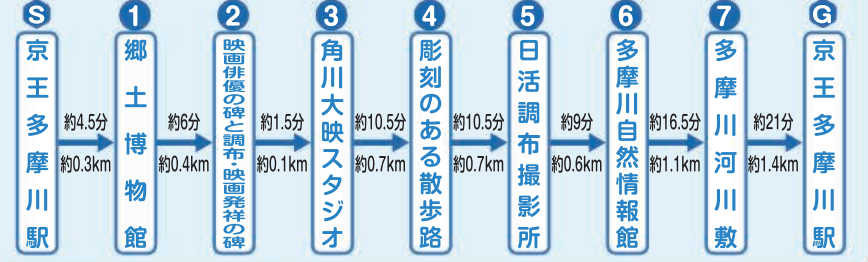 S
京王多摩川駅
約4.5分
約0.3km
1
郷土博物館
約6分
約0.4km
2
映画俳優の碑と調布・映画発祥の碑
約1.5分
約0.1km
3
角川大映スタジオ
約10.5分
約0.7km
4
彫刻のある散歩路
約10.5分
約0.7km
5
日活調布撮影所
約9分
約0.6km
6
多摩川自然情報館
約16.5分
約1.1km
7
多摩川河川敷
約21分
約1.4km
G
京王多摩川駅